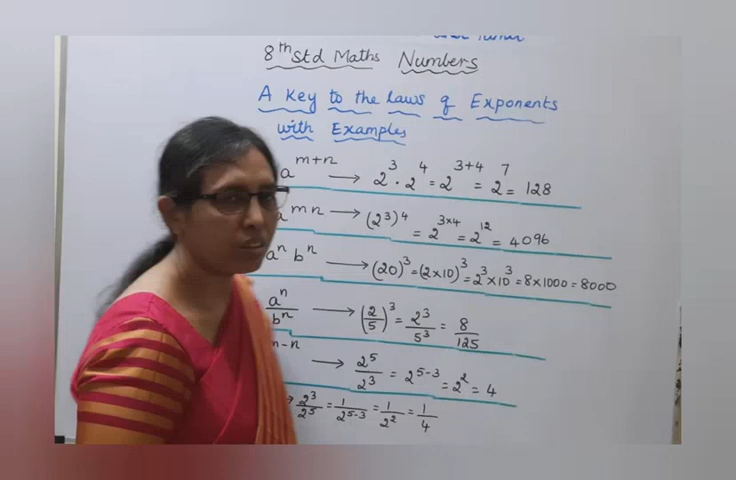 8th std Maths Numbers
A Key to the Laws of Exponents
with Examples
a^{m+n} → 2^3 · 2^4 = 2^{3+4} = 2^7 = 128
a^{mn} → (2^3)^4 = 2^{3×4} = 2^{12} = 4096
a^n b^n → (20)^3 = (2×10)^3 = 2^3 × 10^3 = 8×1000 = 8000
a^n/b^n → (2/5)^3 = 2^3/5^3 = 8/125
m-n → 2^5/2^3 = 2^{5-3} = 2^2 = 4
→ 2^3/2^5 = 1/2^{5-3} = 1/2^2 = 1/4